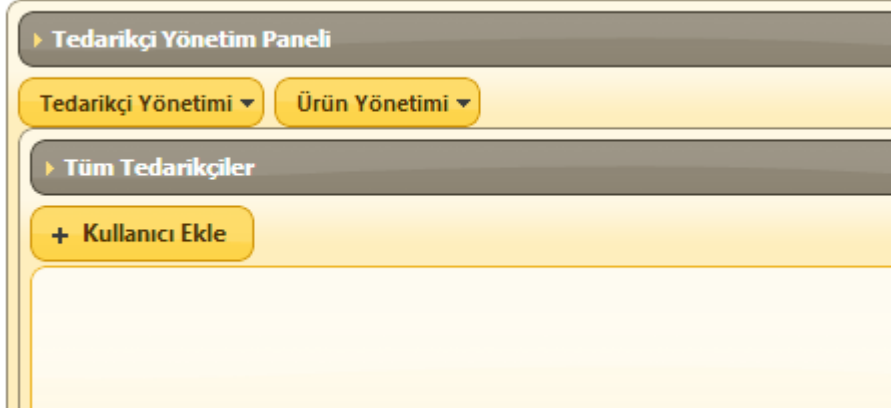 Tedarikçi Yönetim Paneli
Tedarikçi Yönetimi Ürün Yönetimi
Tüm Tedarikçiler
+ Kullanıcı Ekle